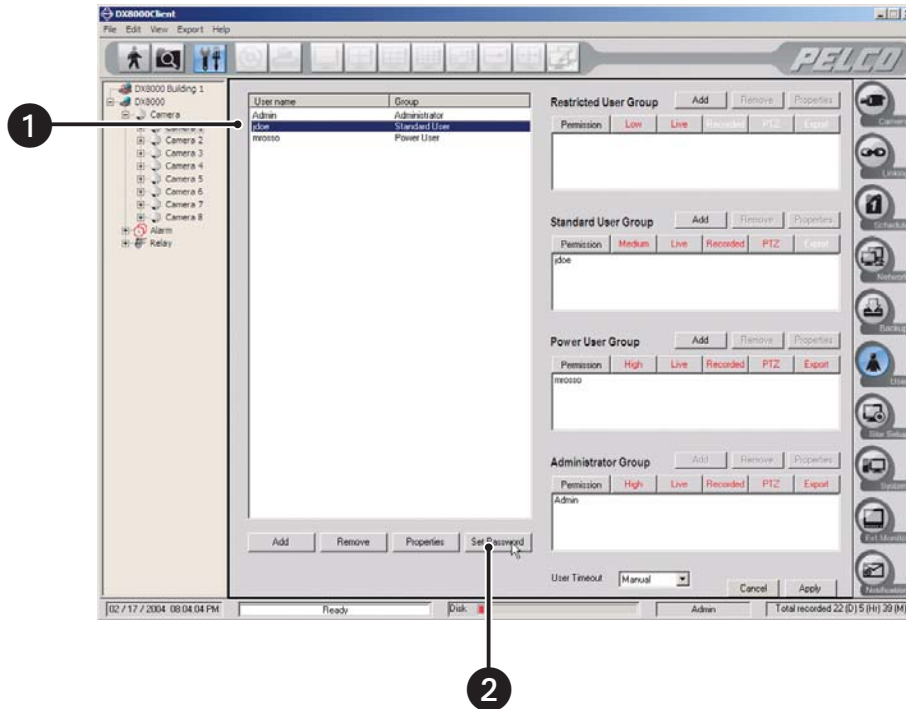 DX8000Client
File Edit View Export Help
PELCO
DX8000 Building 1
DX8000
Camera
Camera 1
Camera 2
Camera 3
Camera 4
Camera 5
Camera 6
Camera 7
Camera 8
Alarm
Relay
1
User name Group
Admin Administrator
jdoe Standard User
mrosso Power User
Add Remove Properties Set Password
2
Restricted User Group Add Remove Properties
Permission Low Live Recorded PTZ Export
Standard User Group Add Remove Properties
Permission Medium Live Recorded PTZ Export
jdoe
Power User Group Add Remove Properties
Permission High Live Recorded PTZ Export
mrosso
Administrator Group Add Remove Properties
Permission High Live Recorded PTZ Export
Admin
User Timeout Manual
Cancel Apply
Camera
Linking
1
Schedule
Network
Backup
User
Site Setup
System
Ext Monitor
Notification
02 / 17 / 2004 08:04:04 PM Ready Disk Admin Total recorded 22 (D) 5 (Hr) 39 (M)